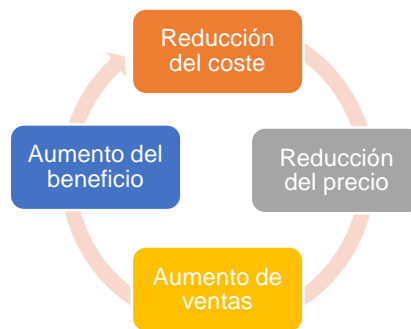 Reducción
del coste
Reducción
del precio
Aumento de
ventas
Aumento del
beneficio